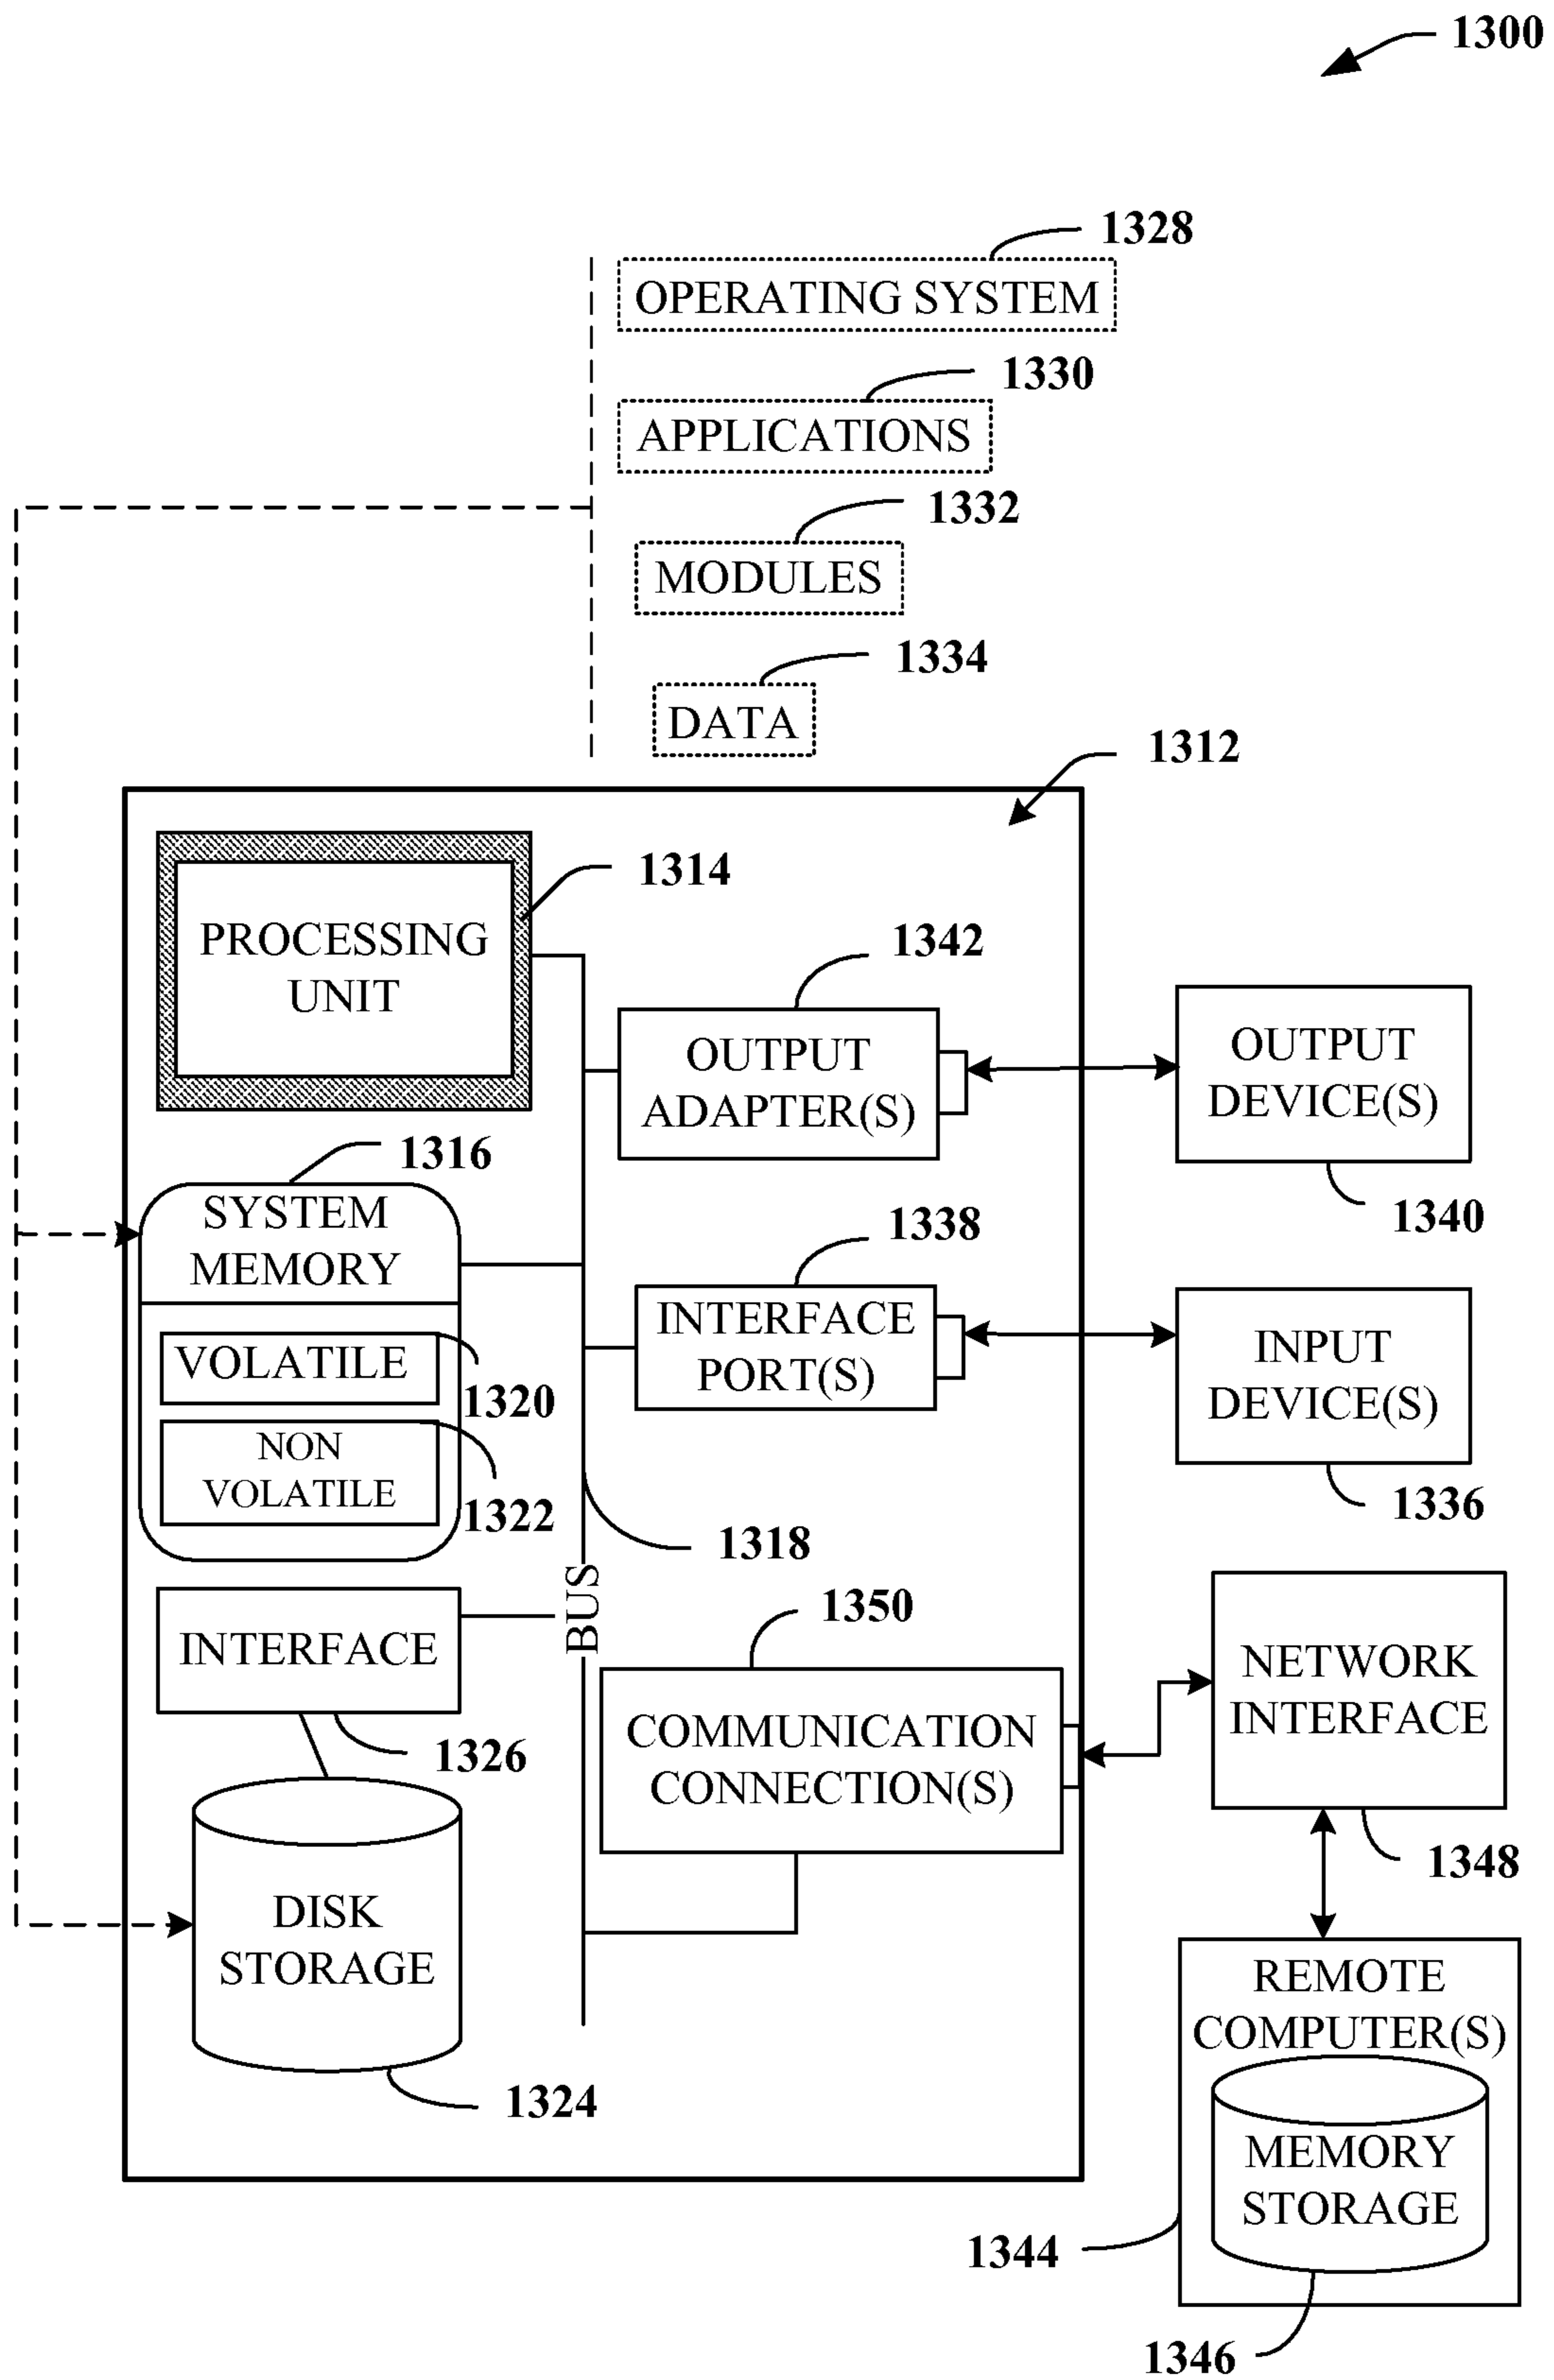 1300
1328
OPERATING SYSTEM
1330
APPLICATIONS
1332
MODULES
1334
DATA
1312
1314
PROCESSING
UNIT
1342
OUTPUT
ADAPTER(S)
OUTPUT
DEVICE(S)
1340
1316
SYSTEM
MEMORY
1338
INTERFACE
PORT(S)
INPUT
DEVICE(S)
1336
VOLATILE
1320
NON
VOLATILE
1322
1318
BUS
INTERFACE
1326
1350
COMMUNICATION
CONNECTION(S)
NETWORK
INTERFACE
1348
DISK
STORAGE
1324
REMOTE
COMPUTER(S)
MEMORY
STORAGE
1344
1346